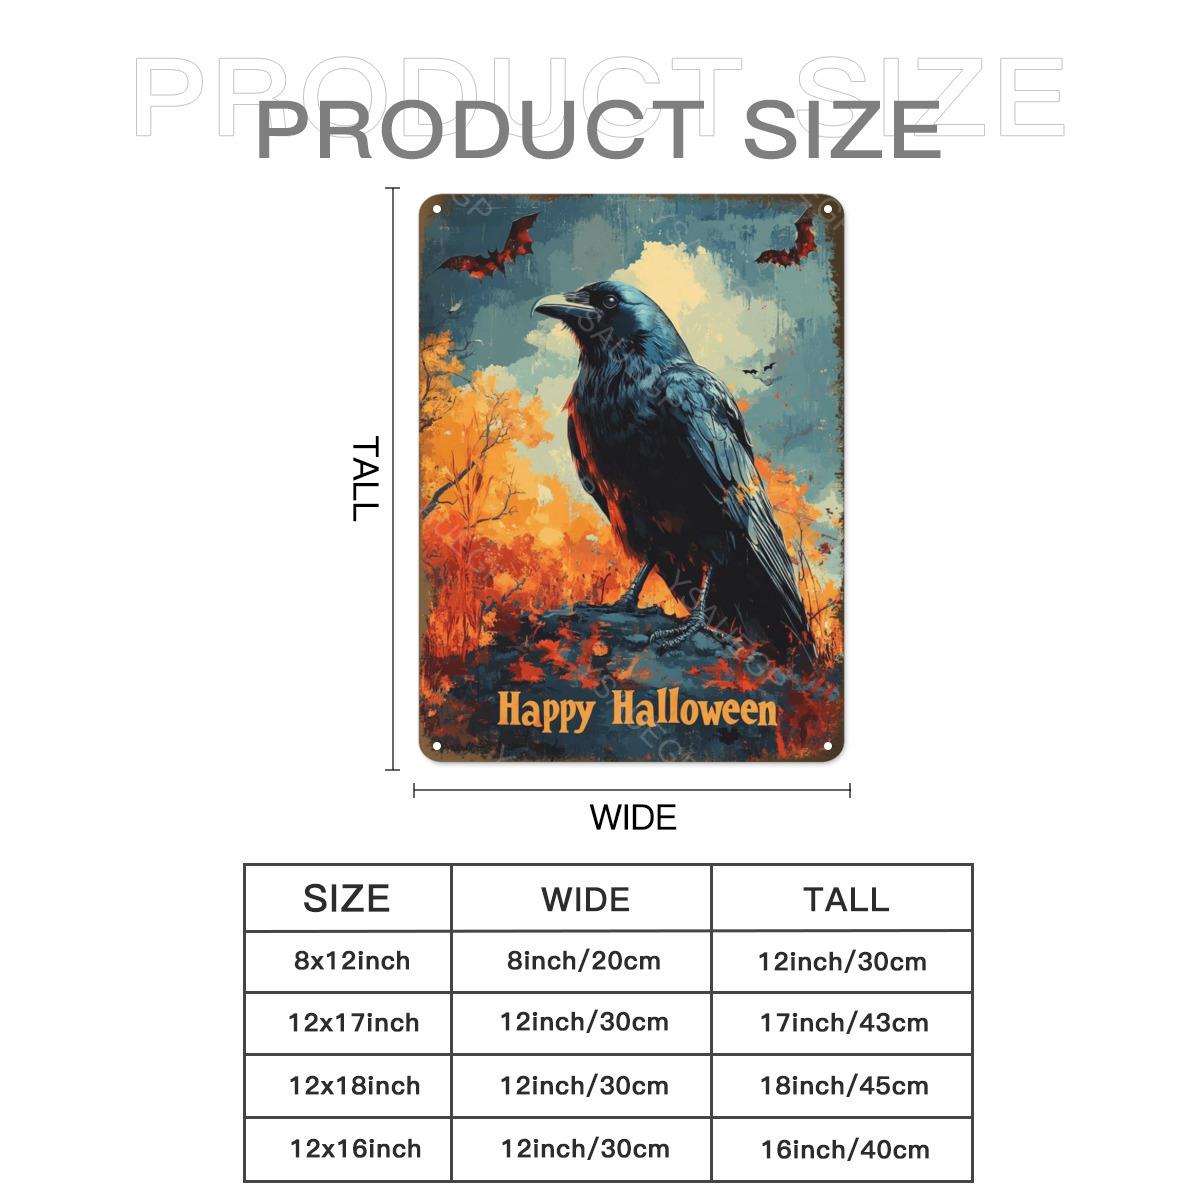 PRODUCT SIZE
PRODUCT SIZE
TALL
Happy Halloween
WIDE
SIZE WIDE TALL
8x12inch 8inch/20cm 12inch/30cm
12x17inch 12inch/30cm 17inch/43cm
12x18inch 12inch/30cm 18inch/45cm
12x16inch 12inch/30cm 16inch/40cm